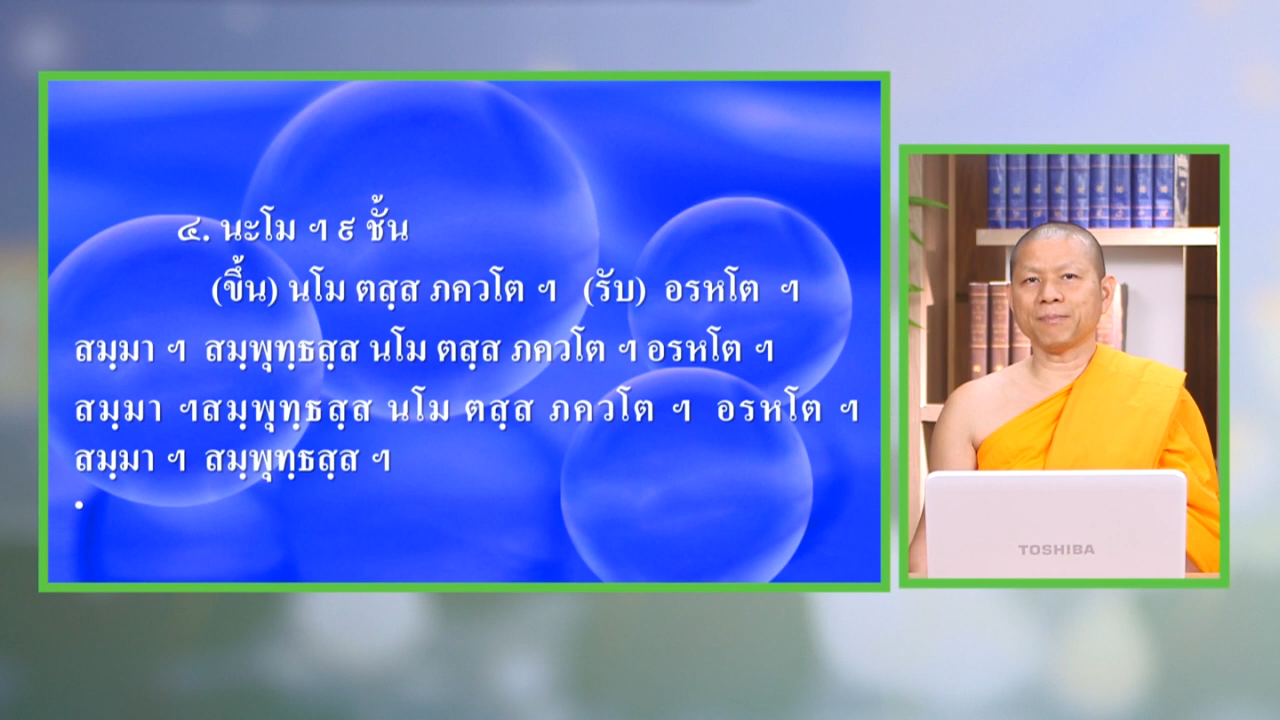 ๔. นะโม ฯ ๙ ชั้น
(ขึ้น) นโม ตสฺส ภควโต ฯ (รับ) อรหโต ฯ
สมฺมา ฯ สมฺพุทฺธสฺส นโม ตสฺส ภควโต ฯ อรหโต ฯ
สมฺมา ฯสมฺพุทฺธสฺส นโม ตสฺส ภควโต ฯ อรหโต ฯ
สมฺมา ฯ สมฺพุทฺธสฺส ฯ
.
TOSHIBA